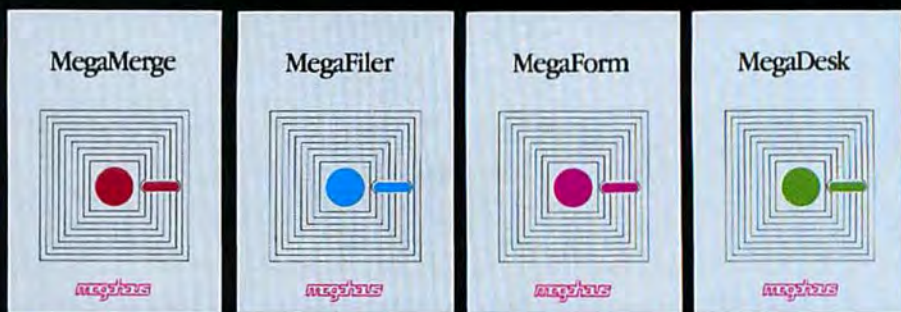 MegaMerge
megahaus
MegaFiler
megahaus
MegaForm
megahaus
MegaDesk
megahaus